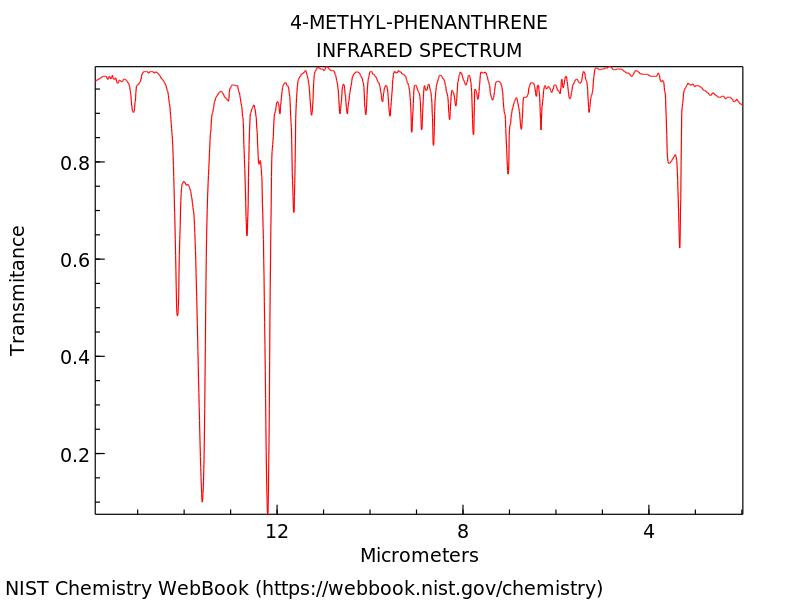 4-METHYL-PHENANTHRENE
INFRARED SPECTRUM
0.8
0.6
0.4
0.2
Transmitance
12 8 4
Micrometers
NIST Chemistry WebBook (https://webbook.nist.gov/chemistry)